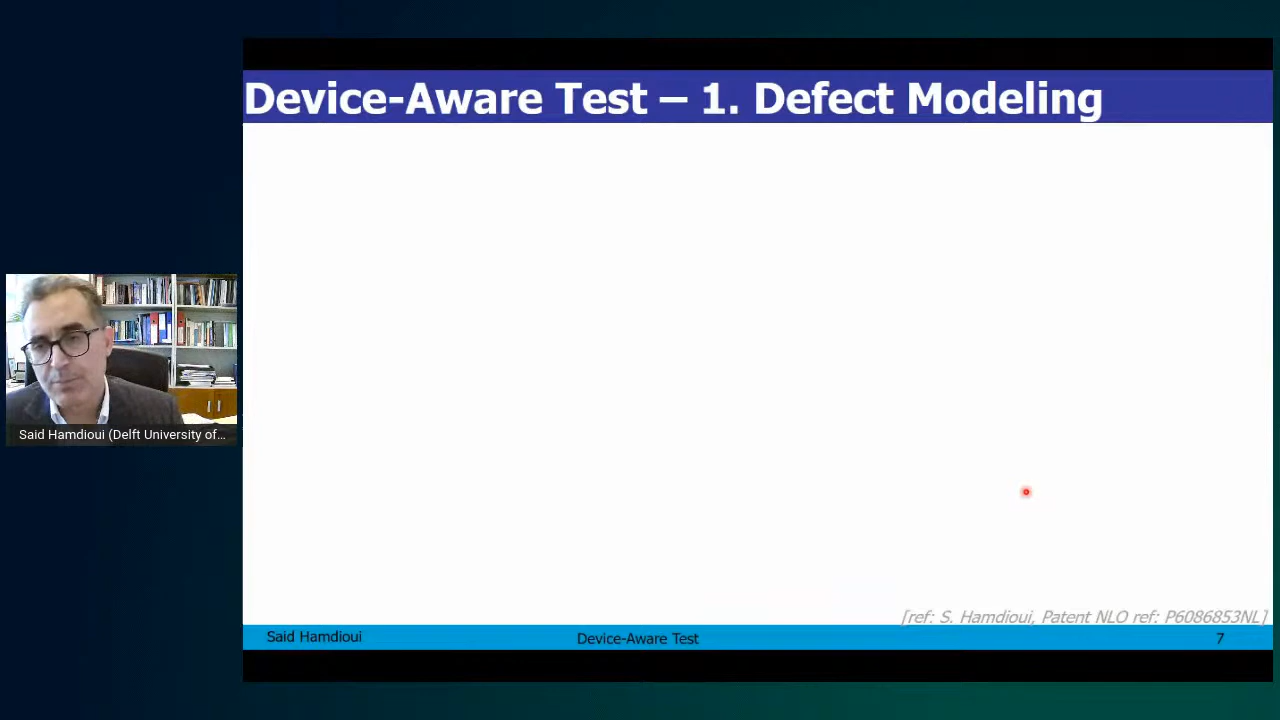 Device-Aware Test – 1. Defect Modeling
Said Hamdioui (Delft University of...
[ref: S. Hamdioui, Patent NLO ref: P6086853NL]
Said Hamdioui
Device-Aware Test
7